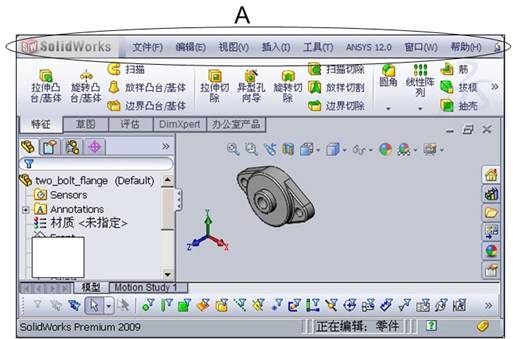 A
SolidWorks 文件(F) 编辑(E) 视图(V) 插入(I) 工具(T) ANSYS 12.0 窗口(W) 帮助(H)
拉伸凸台/基体 旋转凸台/基体 扫描 放样凸台/基体 边界凸台/基体 拉伸切除 异型孔向导 旋转切除 扫描切除 放样切割 边界切除 圆角 线性阵列 筋 拔模 抽壳
特征 草图 评估 DimXpert 办公室产品
two_bolt_flange (Default)
Sensors
Annotations
材质 <未指定>
模型 Motion Study 1
SolidWorks Premium 2009 正在编辑: 零件